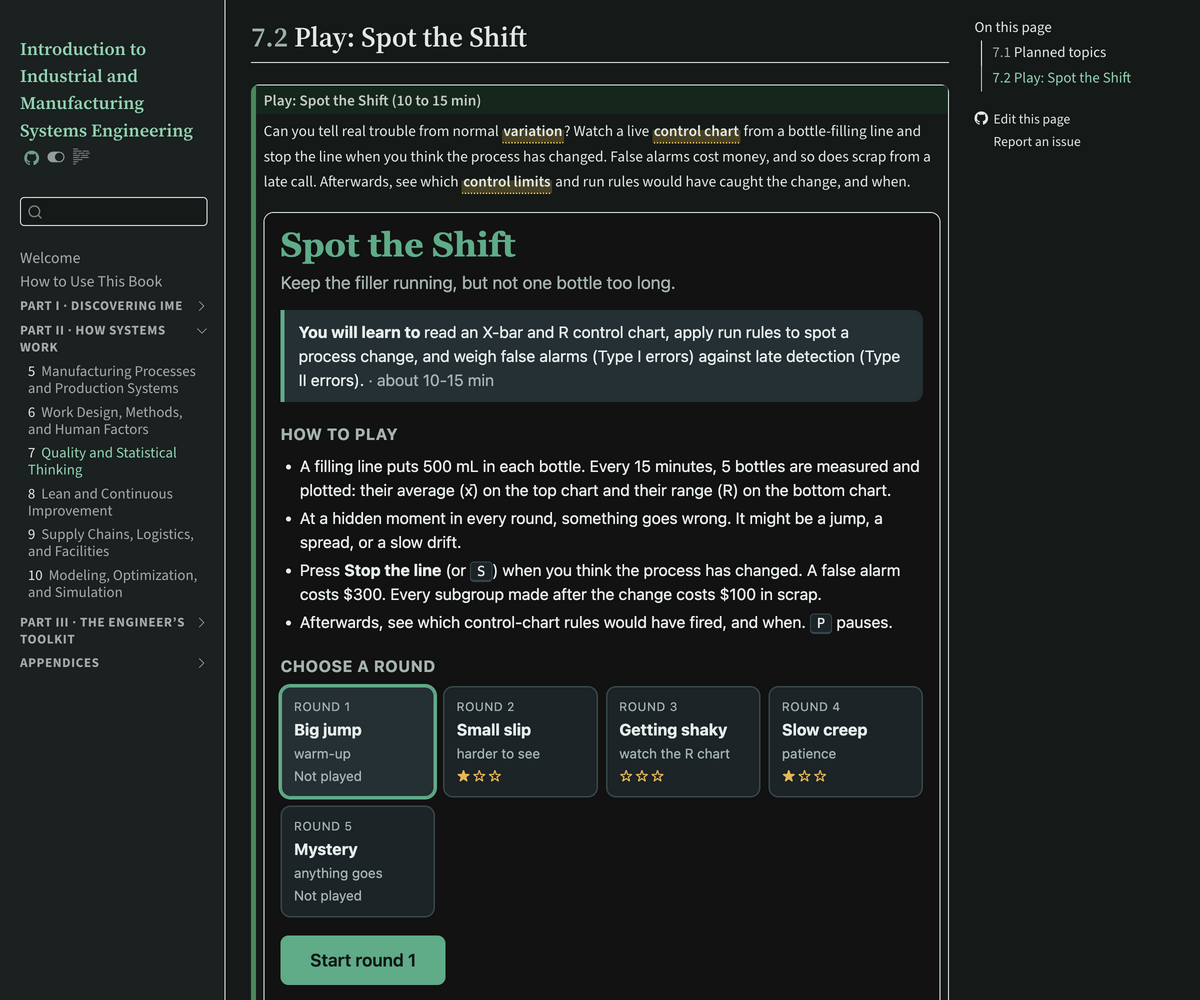 Introduction to
Industrial and
Manufacturing
Systems Engineering
Welcome
How to Use This Book
PART I · DISCOVERING IME
PART II · HOW SYSTEMS
WORK
5 Manufacturing Processes
and Production Systems
6 Work Design, Methods,
and Human Factors
7 Quality and Statistical
Thinking
8 Lean and Continuous
Improvement
9 Supply Chains, Logistics,
and Facilities
10 Modeling, Optimization,
and Simulation
PART III · THE ENGINEER'S
TOOLKIT
APPENDICES
7.2 Play: Spot the Shift
Play: Spot the Shift (10 to 15 min)
Can you tell real trouble from normal variation? Watch a live control chart from a bottle-filling line and
stop the line when you think the process has changed. False alarms cost money, and so does scrap from a
late call. Afterwards, see which control limits and run rules would have caught the change, and when.
Spot the Shift
Keep the filler running, but not one bottle too long.
You will learn to read an X-bar and R control chart, apply run rules to spot a
process change, and weigh false alarms (Type I errors) against late detection (Type
II errors). · about 10-15 min
HOW TO PLAY
• A filling line puts 500 mL in each bottle. Every 15 minutes, 5 bottles are measured and
plotted: their average (x̄) on the top chart and their range (R) on the bottom chart.
• At a hidden moment in every round, something goes wrong. It might be a jump, a
spread, or a slow drift.
• Press Stop the line (or S) when you think the process has changed. A false alarm
costs $300. Every subgroup made after the change costs $100 in scrap.
• Afterwards, see which control-chart rules would have fired, and when. P pauses.
CHOOSE A ROUND
ROUND 1
Big jump
warm-up
Not played
ROUND 2
Small slip
harder to see
★☆☆
ROUND 3
Getting shaky
watch the R chart
☆☆☆
ROUND 4
Slow creep
patience
★☆☆
ROUND 5
Mystery
anything goes
Not played
Start round 1
On this page
7.1 Planned topics
7.2 Play: Spot the Shift
Edit this page
Report an issue